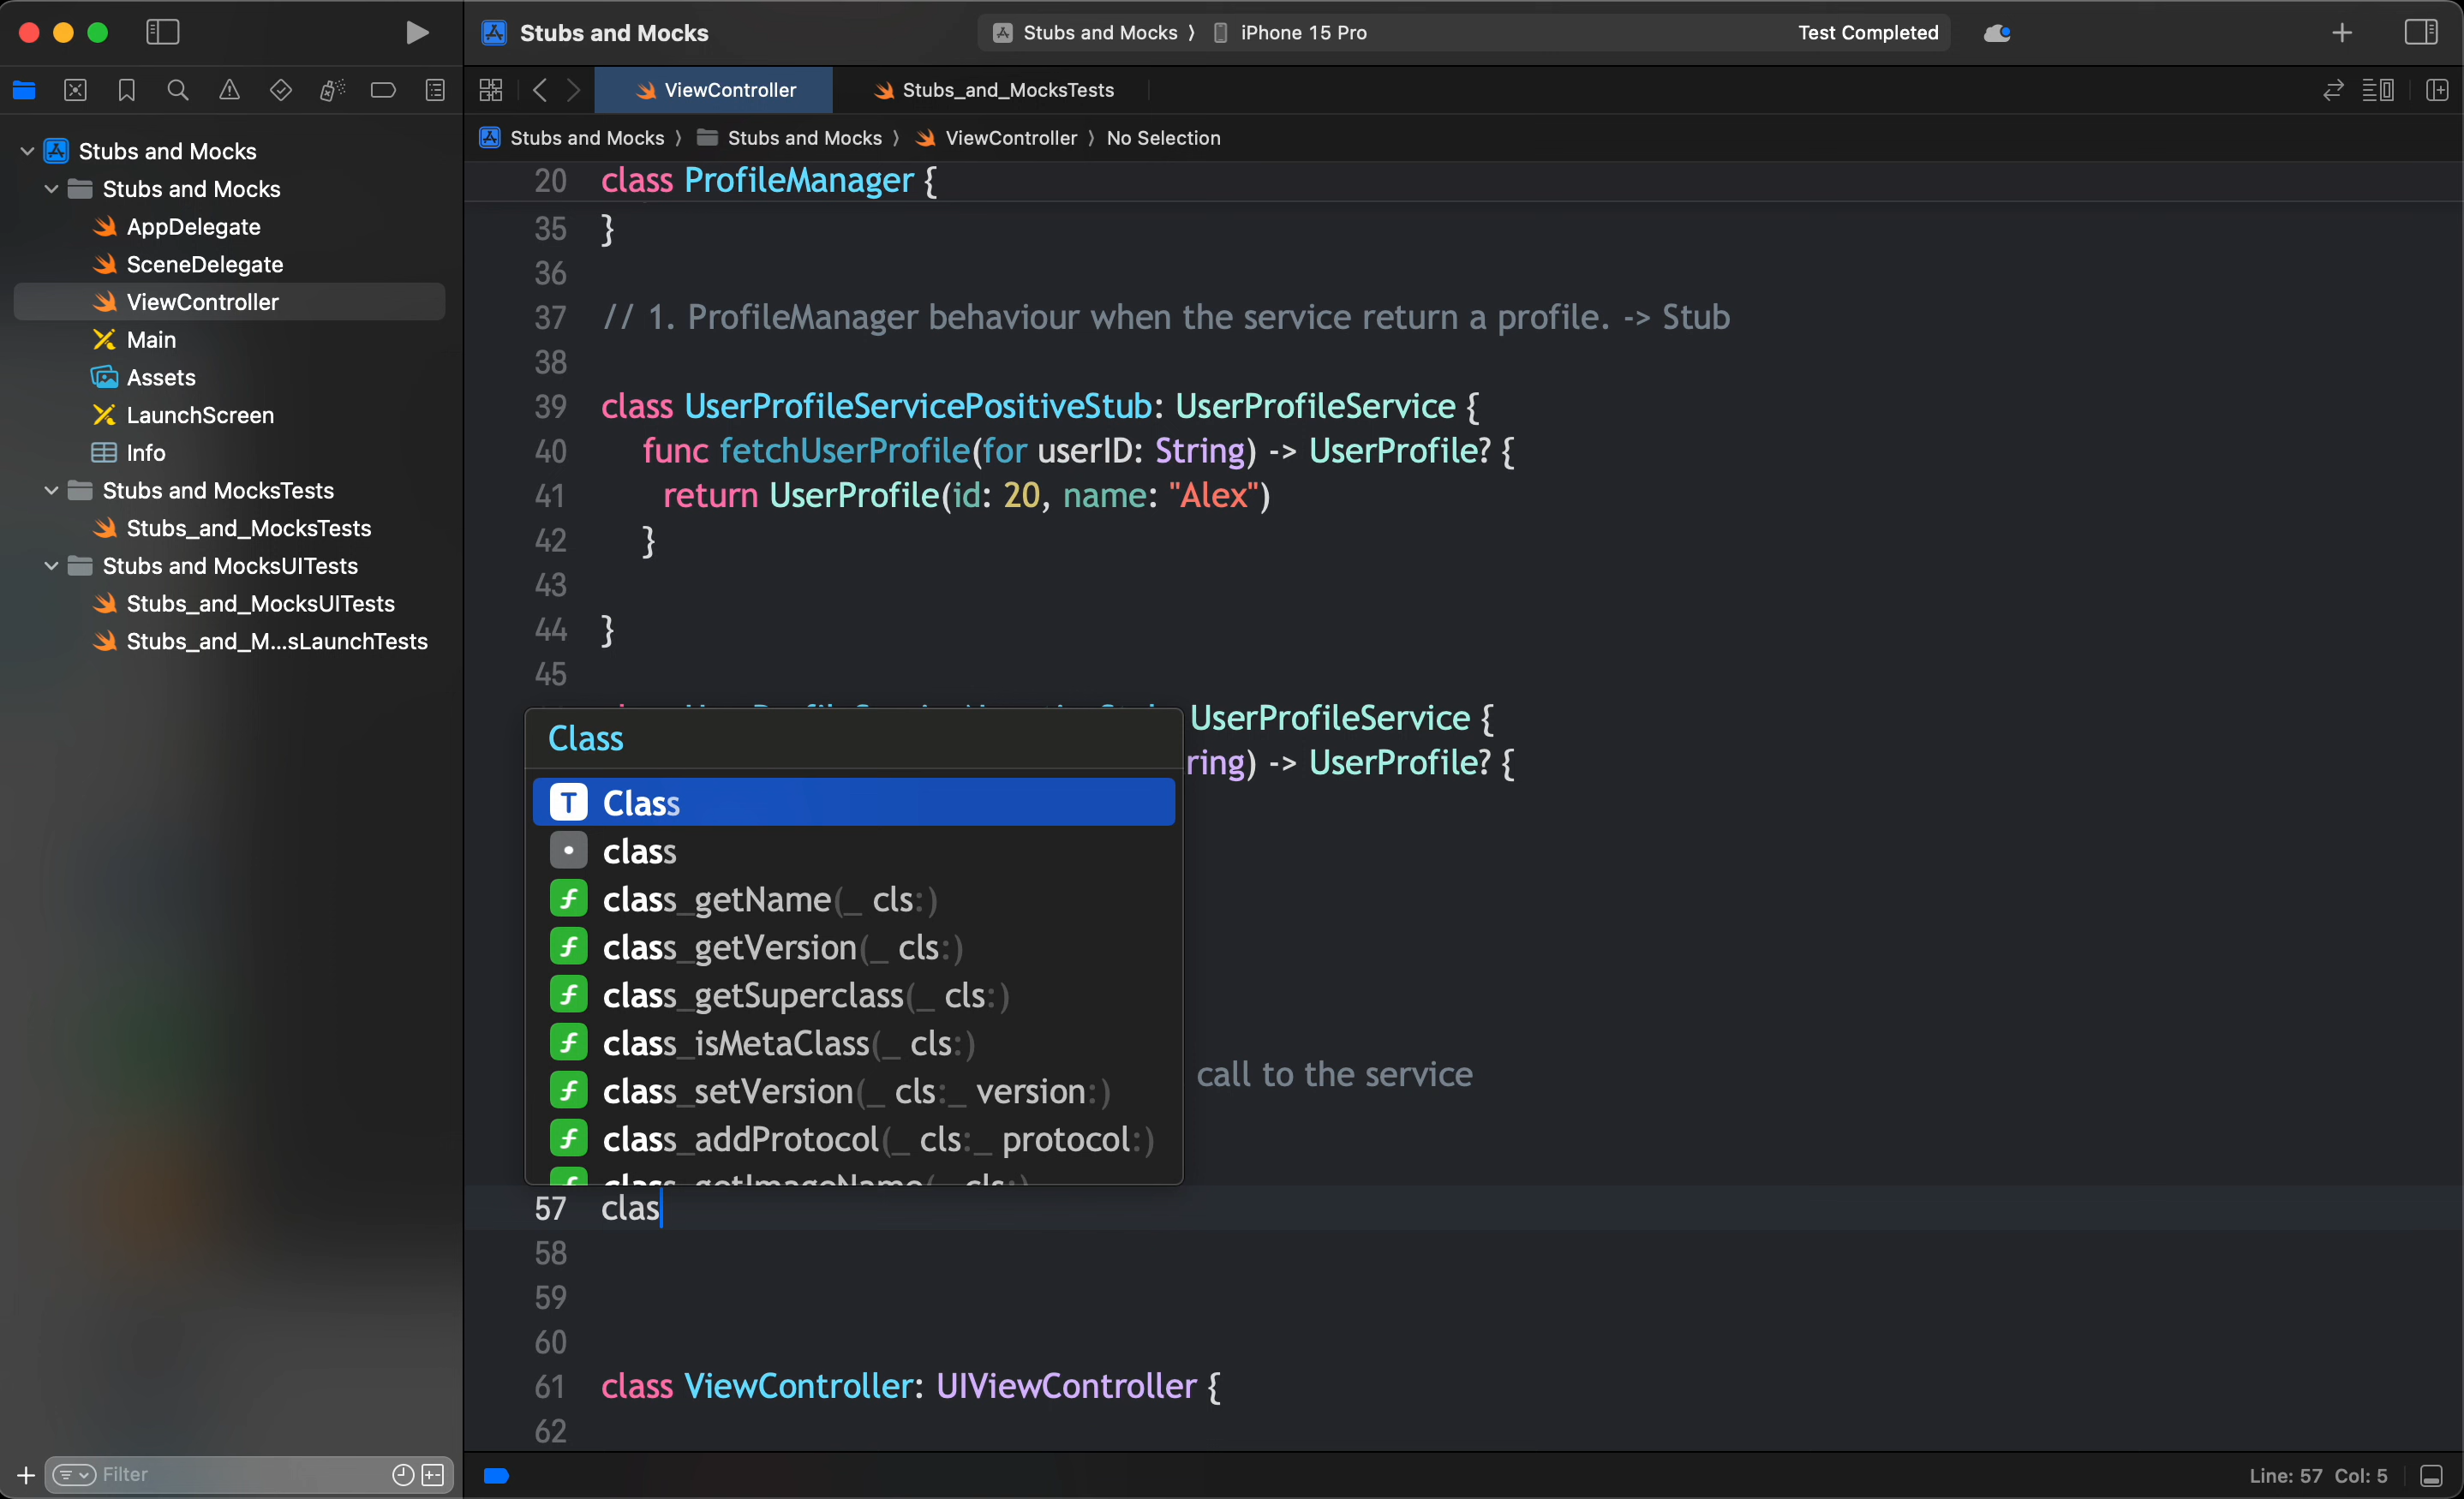 Stubs and Mocks
Stubs and Mocks ⟩ iPhone 15 Pro
Test Completed
ViewController
Stubs_and_MocksTests
Stubs and Mocks ⟩ Stubs and Mocks ⟩ ViewController ⟩ No Selection
Stubs and Mocks
Stubs and Mocks
AppDelegate
SceneDelegate
ViewController
Main
Assets
LaunchScreen
Info
Stubs and MocksTests
Stubs_and_MocksTests
Stubs and MocksUITests
Stubs_and_MocksUITests
Stubs_and_M...sLaunchTests
Filter
20 class ProfileManager {
35 }
36
37 // 1. ProfileManager behaviour when the service return a profile. -> Stub
38
39 class UserProfileServicePositiveStub: UserProfileService {
40 func fetchUserProfile(for userID: String) -> UserProfile? {
41 return UserProfile(id: 20, name: "Alex")
42 }
43
44 }
45
UserProfileService {
ring) -> UserProfile? {
Class
Class
class
class_getName(_ cls:)
class_getVersion(_ cls:)
class_getSuperclass(_ cls:)
class_isMetaClass(_ cls:)
class_setVersion(_ cls:_ version:)
class_addProtocol(_ cls:_ protocol:)
class_getImageName(_ cls:)
call to the service
57 clas
58
59
60
61 class ViewController: UIViewController {
62
Line: 57 Col: 5